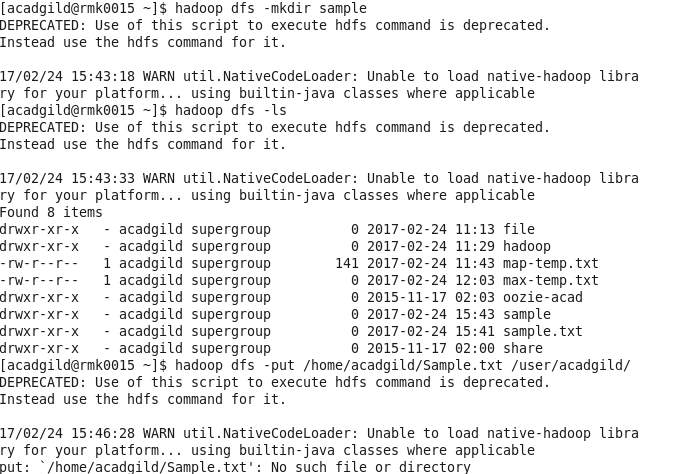 [acadgild@rmk0015 ~]$ hadoop dfs -mkdir sample
DEPRECATED: Use of this script to execute hdfs command is deprecated.
Instead use the hdfs command for it.

17/02/24 15:43:18 WARN util.NativeCodeLoader: Unable to load native-hadoop libra
ry for your platform... using builtin-java classes where applicable
[acadgild@rmk0015 ~]$ hadoop dfs -ls
DEPRECATED: Use of this script to execute hdfs command is deprecated.
Instead use the hdfs command for it.

17/02/24 15:43:33 WARN util.NativeCodeLoader: Unable to load native-hadoop libra
ry for your platform... using builtin-java classes where applicable
Found 8 items
drwxr-xr-x   - acadgild supergroup          0 2017-02-24 11:13 file
drwxr-xr-x   - acadgild supergroup          0 2017-02-24 11:29 hadoop
-rw-r--r--   1 acadgild supergroup        141 2017-02-24 11:43 map-temp.txt
-rw-r--r--   1 acadgild supergroup          0 2017-02-24 12:03 max-temp.txt
drwxr-xr-x   - acadgild supergroup          0 2015-11-17 02:03 oozie-acad
drwxr-xr-x   - acadgild supergroup          0 2017-02-24 15:43 sample
drwxr-xr-x   - acadgild supergroup          0 2017-02-24 15:41 sample.txt
drwxr-xr-x   - acadgild supergroup          0 2015-11-17 02:00 share
[acadgild@rmk0015 ~]$ hadoop dfs -put /home/acadgild/Sample.txt /user/acadgild/
DEPRECATED: Use of this script to execute hdfs command is deprecated.
Instead use the hdfs command for it.

17/02/24 15:46:28 WARN util.NativeCodeLoader: Unable to load native-hadoop libra
ry for your platform... using builtin-java classes where applicable
put: `/home/acadgild/Sample.txt': No such file or directory